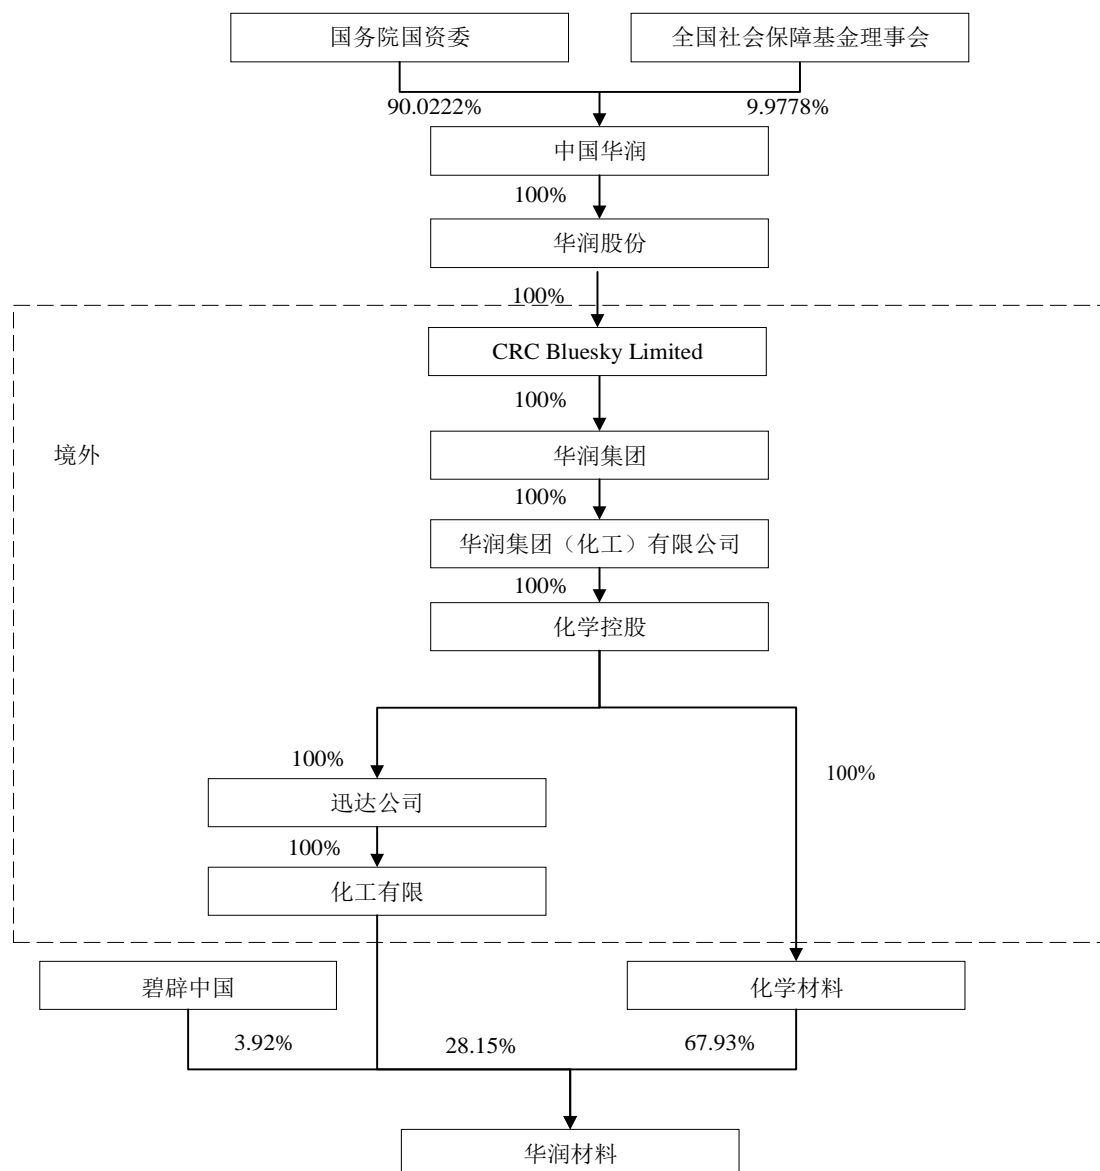 国务院国资委
全国社会保障基金理事会
90.0222%
9.9778%
中国华润
100%
华润股份
100%
CRC Bluesky Limited
100%
境外
华润集团
100%
华润集团（化工）有限公司
100%
化学控股
100%
100%
迅达公司
100%
化工有限
碧辟中国
化学材料
3.92%
28.15%
67.93%
华润材料